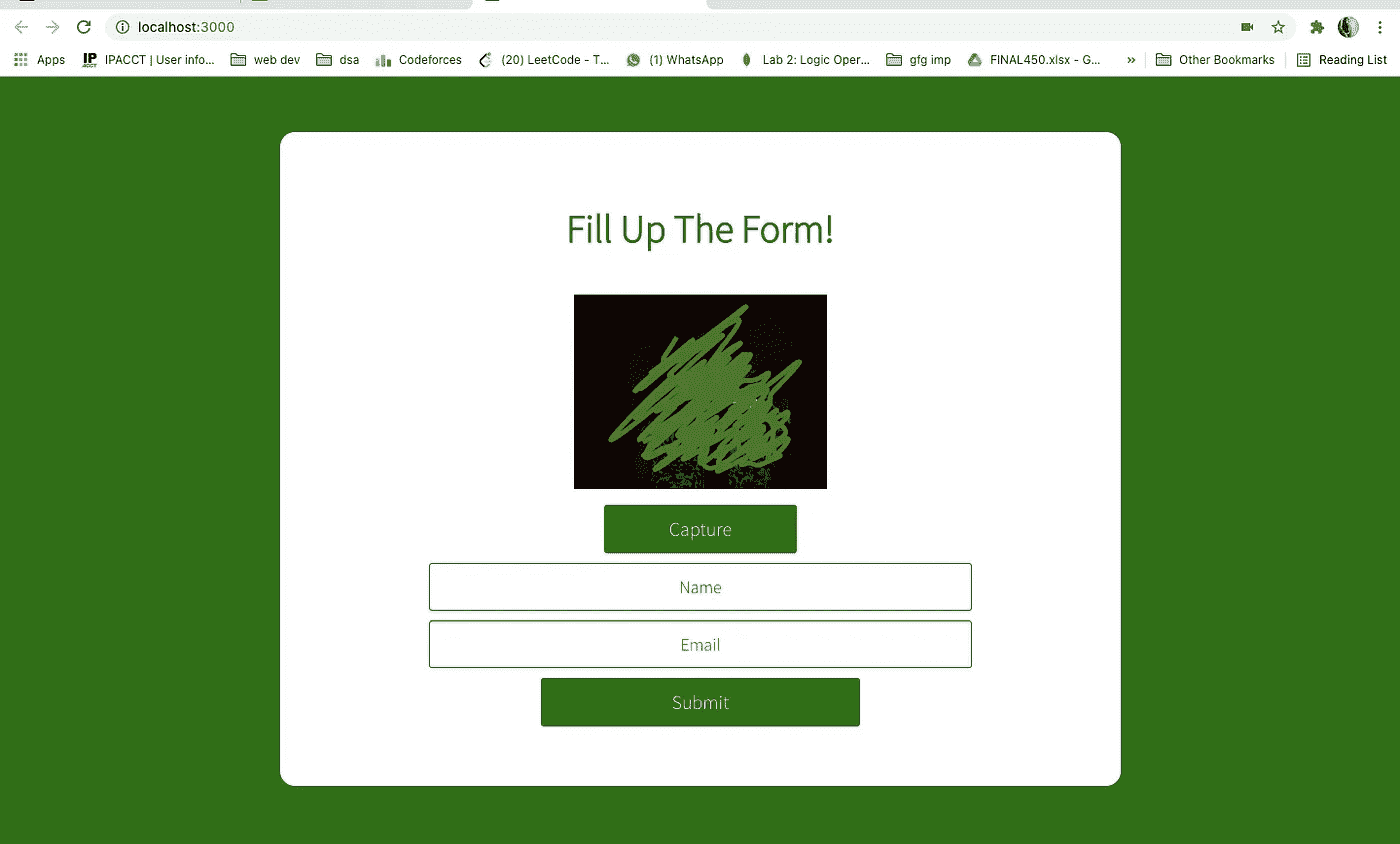 localhost:3000
Apps IPACCT | User info... web dev dsa Codeforces (20) LeetCode - T... (1) WhatsApp Lab 2: Logic Oper... gfg imp FINAL450.xlsx - G... » Other Bookmarks Reading List
Fill Up The Form!
Capture
Name
Email
Submit